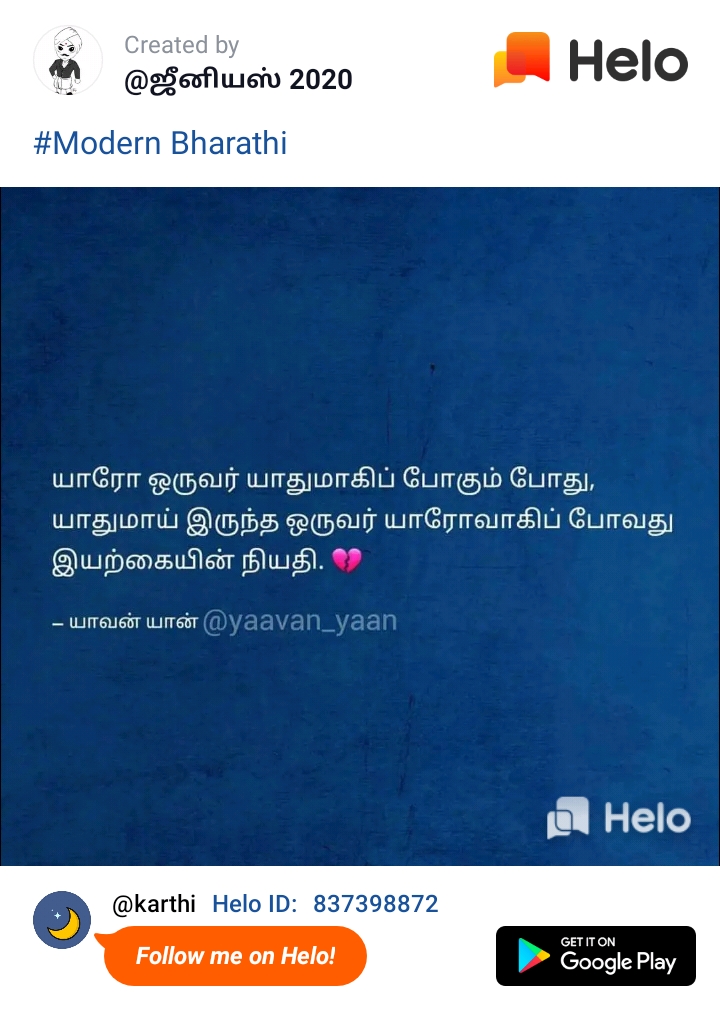 Created by
@ஜீனியஸ் 2020
Helo
#Modern Bharathi
யாரோ ஒருவர் யாதுமாகிப் போகும் போது,
யாதுமாய் இருந்த ஒருவர் யாரோவாகிப் போவது
இயற்கையின் நியதி. 💔
– யாவன் யான் @yaavan_yaan
Helo
@karthi Helo ID: 837398872
Follow me on Helo!
GET IT ON
Google Play